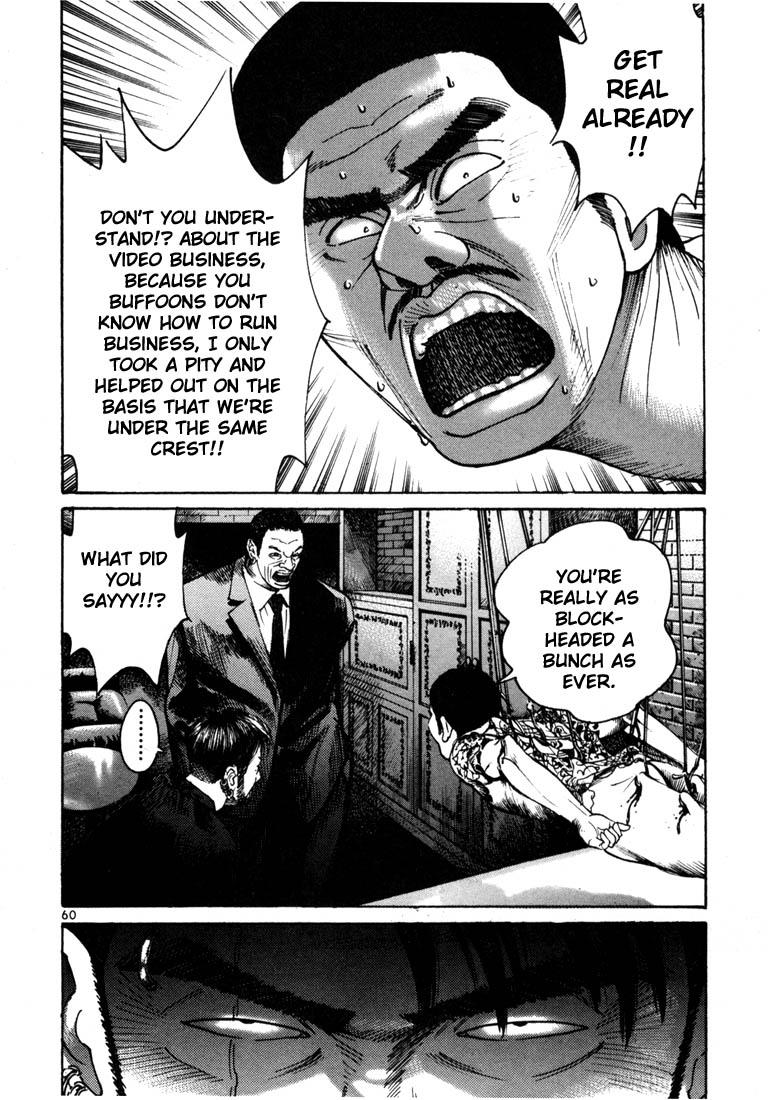 GET
REAL
ALREADY
!!
DON'T YOU UNDER-
STAND!? ABOUT THE
VIDEO BUSINESS,
BECAUSE YOU
BUFFOONS DON'T
KNOW HOW TO RUN
BUSINESS, I ONLY
TOOK A PITY AND
HELPED OUT ON THE
BASIS THAT WE'RE
UNDER THE SAME
CREST!!
WHAT DID
YOU
SAYYY!!?
YOU'RE
REALLY AS
BLOCK-
HEADED A
BUNCH AS
EVER.
........
60